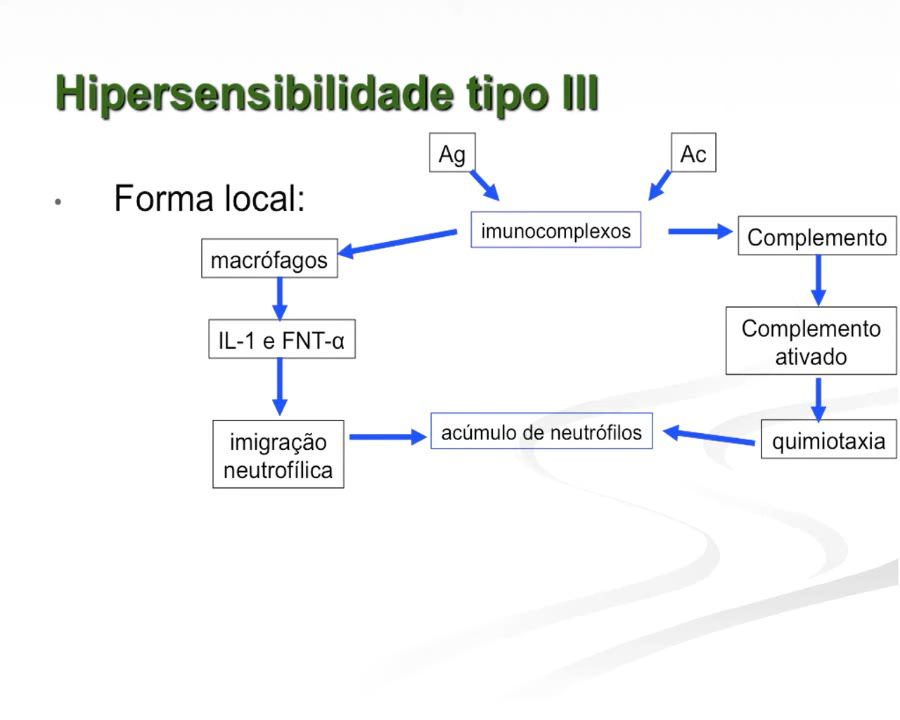 Hipersensibilidade tipo III
Ag
Ac
• Forma local:
imunocomplexos
Complemento
macrófagos
IL-1 e FNT-α
Complemento
ativado
imigração
neutrofílica
acúmulo de neutrófilos
quimiotaxia